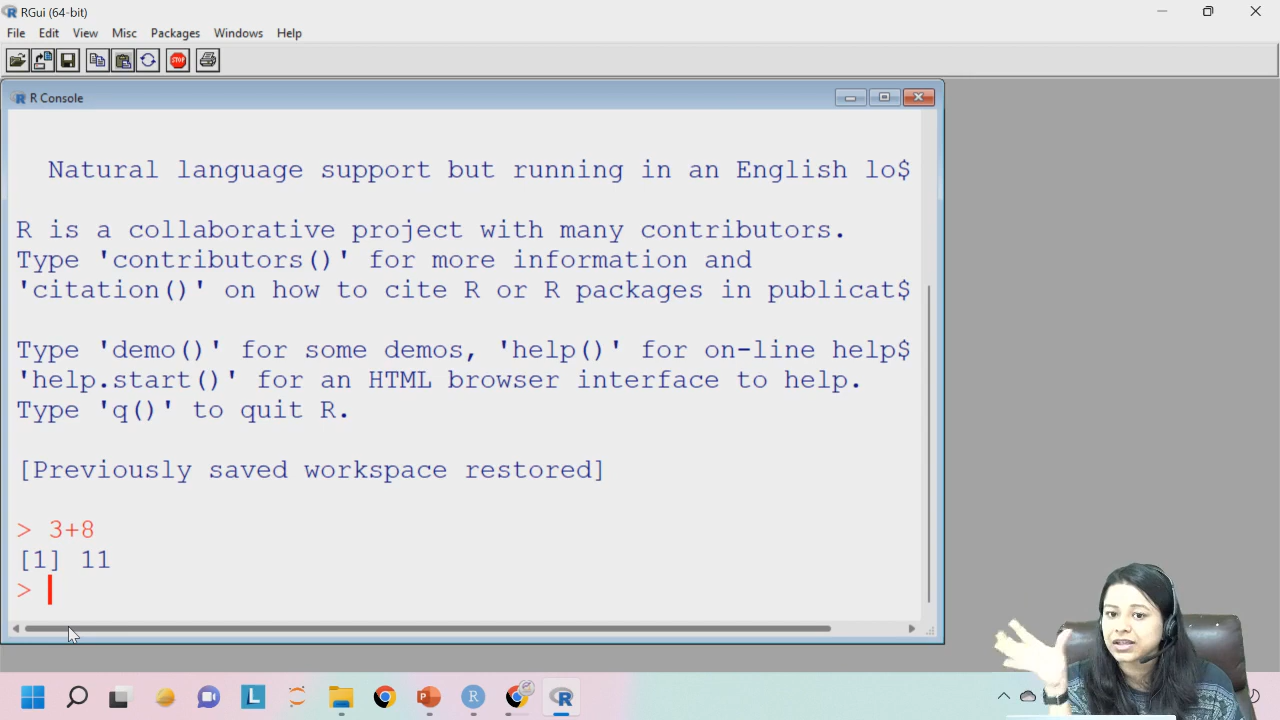 RGui (64-bit)
File Edit View Misc Packages Windows Help
STOP
R Console
Natural language support but running in an English lo$
R is a collaborative project with many contributors.
Type 'contributors()' for more information and
'citation()' on how to cite R or R packages in publicat$
Type 'demo()' for some demos, 'help()' for on-line help$
'help.start()' for an HTML browser interface to help.
Type 'q()' to quit R.
[Previously saved workspace restored]
> 3+8
[1] 11
>
L